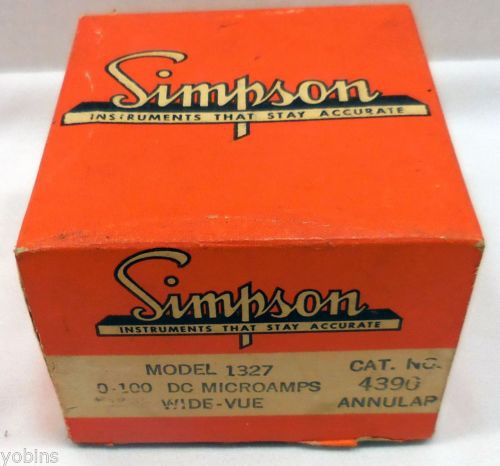 Simpson
INSTRUMENTS THAT STAY ACCURATE
Simpson
INSTRUMENTS THAT STAY ACCURATE
MODEL 1327 CAT. NO.
0-100 DC MICROAMPS 4390
WIDE-VUE ANNULAR
yobins